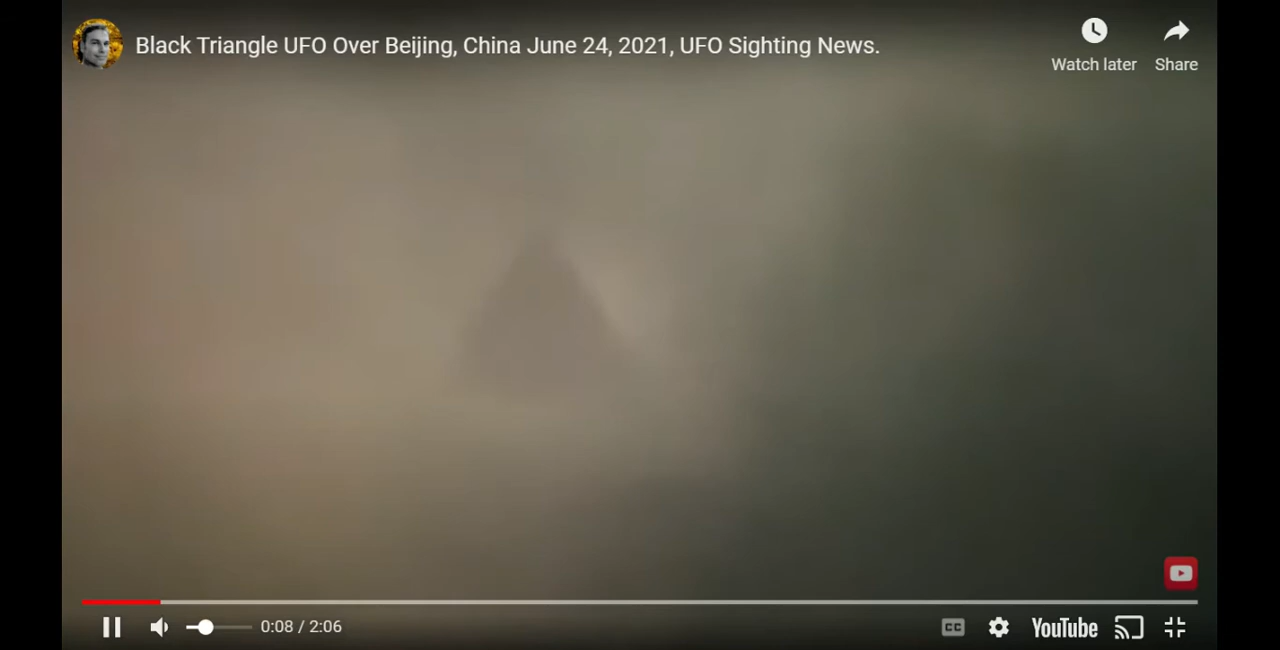 Black Triangle UFO Over Beijing, China June 24, 2021, UFO Sighting News.
Watch later Share
0:08 / 2:06
CC
YouTube